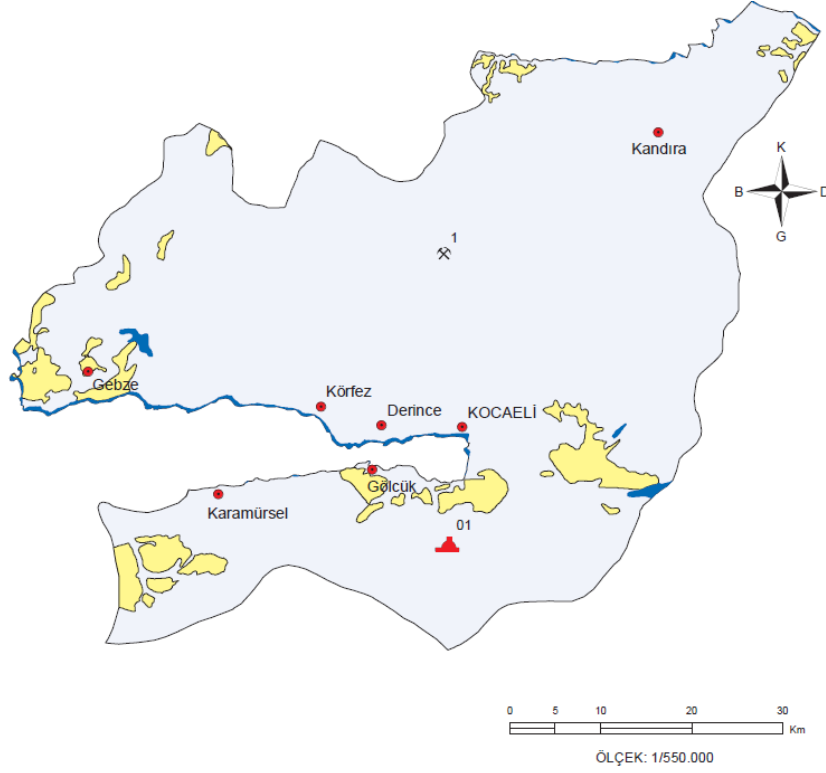 Kandıra
K
B
D
G
1
Gebze
Körfez
Derince
KOCAELİ
Gölcük
Karamürsel
01
0 5 10 20 30
Km
ÖLÇEK: 1/550.000